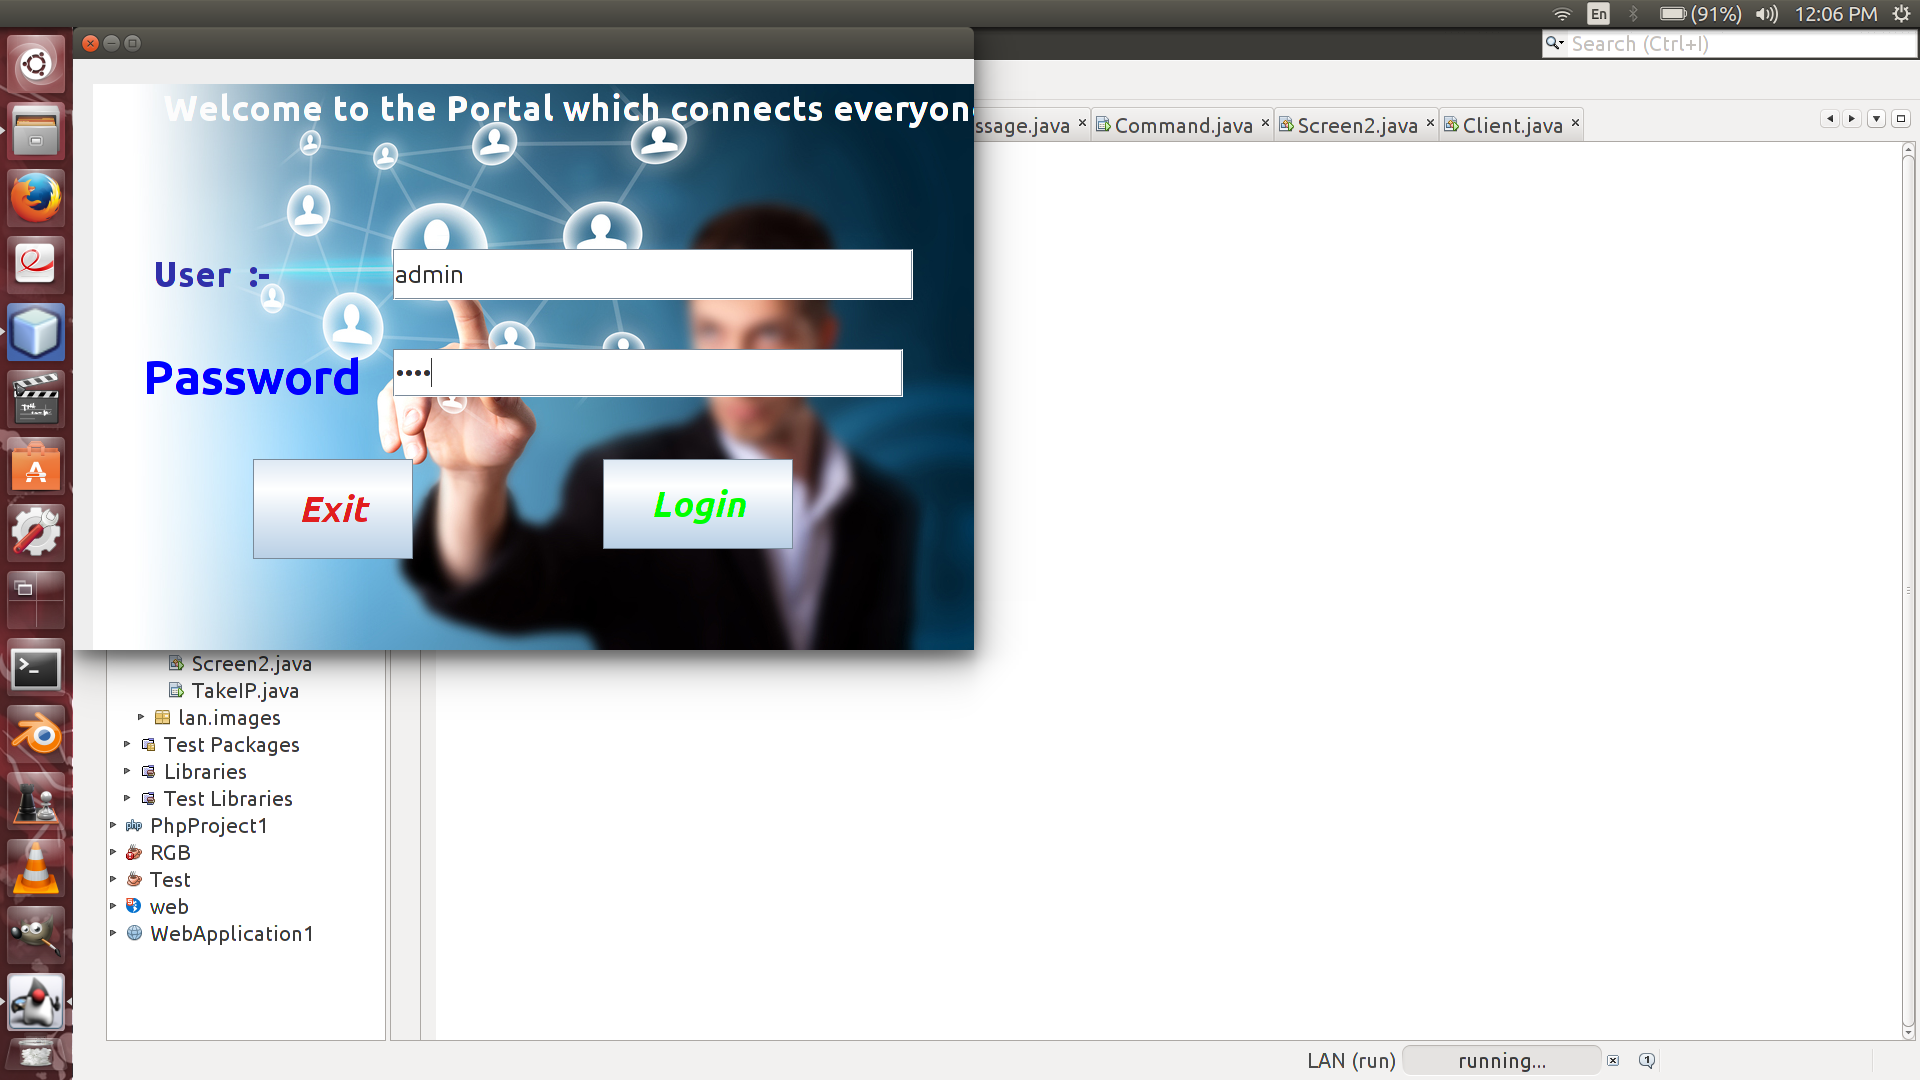 En
(91%)
12:06 PM
Search (Ctrl+I)
Welcome to the Portal which connects everyon
ssage.java
Command.java
Screen2.java
Client.java
User :-
admin
Password
••••
Exit
Login
Screen2.java
TakeIP.java
lan.images
Test Packages
Libraries
Test Libraries
PhpProject1
RGB
Test
web
WebApplication1
LAN (run)
running...
1